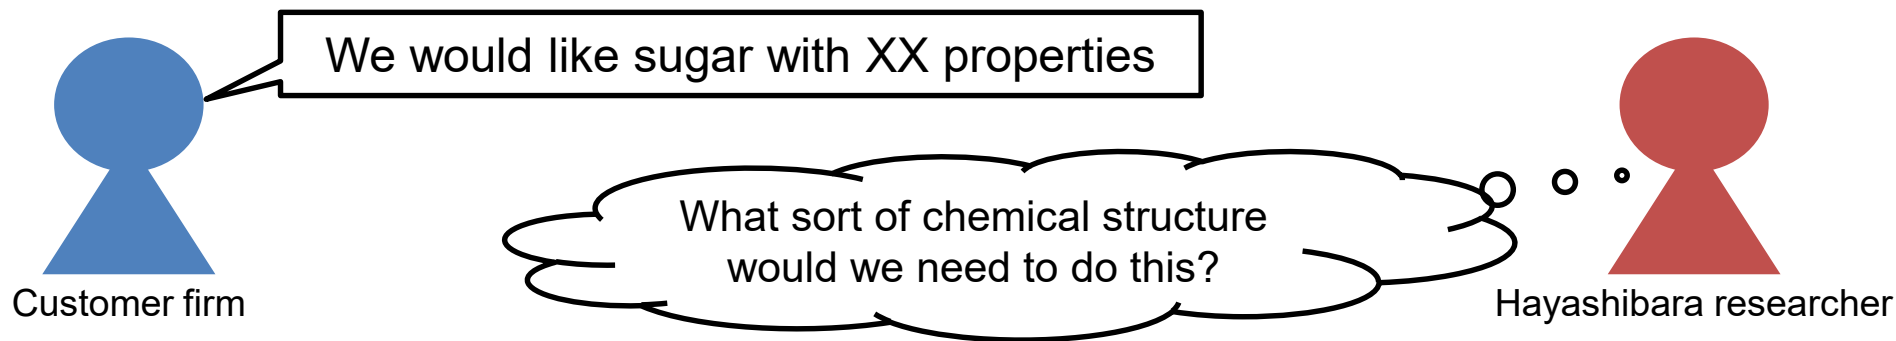 We would like sugar with XX properties
What sort of chemical structure
would we need to do this?
Customer firm
Hayashibara researcher